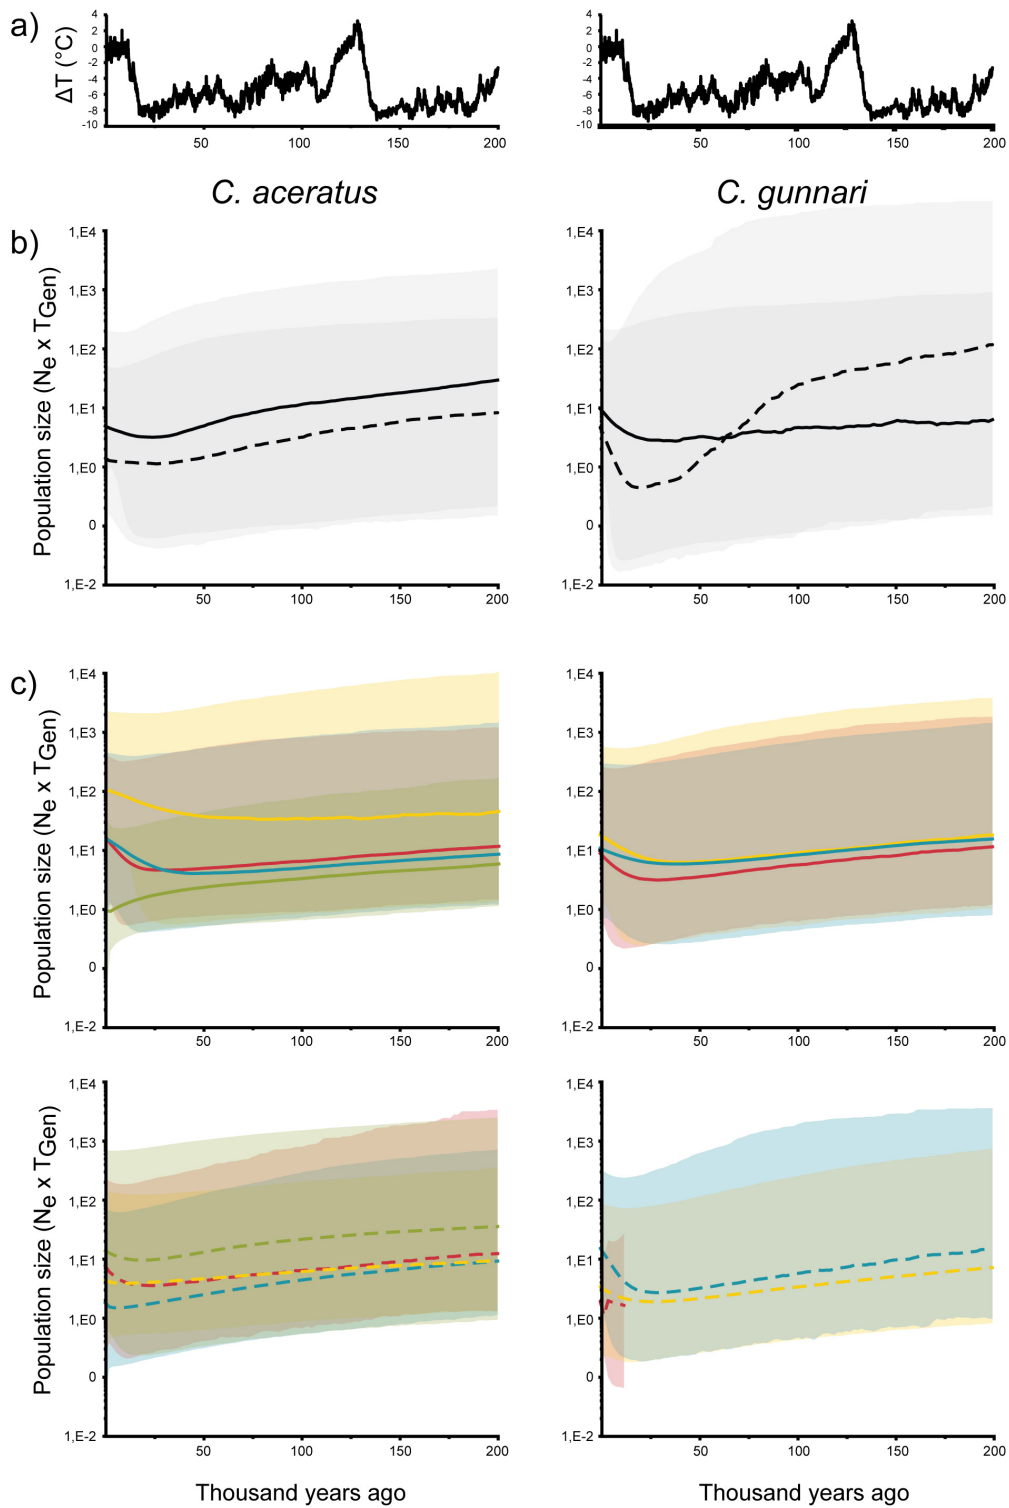 a)
ΔT (°C)
4
2
0
-2
-4
-6
-8
-10
50
100
150
200
4
2
0
-2
-4
-6
-8
-10
50
100
150
200
C. aceratus
C. gunnari
b)
Population size (Ne x TGen)
1,E4
1,E3
1,E2
1,E1
1,E0
0
1,E-2
50
100
150
200
1,E4
1,E3
1,E2
1,E1
1,E0
0
1,E-2
50
100
150
200
c)
Population size (Ne x TGen)
1,E4
1,E3
1,E2
1,E1
1,E0
0
1,E-2
50
100
150
200
1,E4
1,E3
1,E2
1,E1
1,E0
0
1,E-2
50
100
150
200
Population size (Ne x TGen)
1,E4
1,E3
1,E2
1,E1
1,E0
0
1,E-2
50
100
150
200
1,E4
1,E3
1,E2
1,E1
1,E0
0
1,E-2
50
100
150
200
Thousand years ago
Thousand years ago